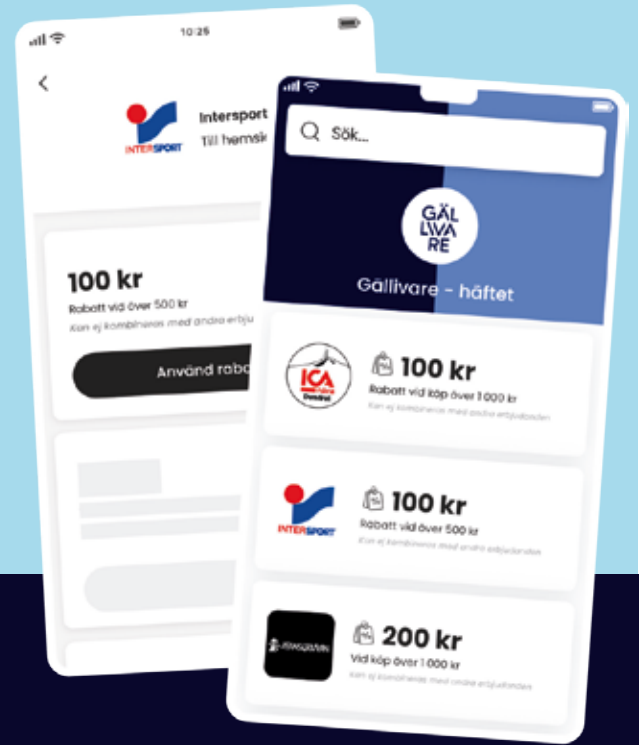 10:25
INTERSPORT
Intersport
Till hemsi
100 kr
Rabatt vid över 500 kr
Kan ej kombineras med andra erbju
Använd raba
Sök...
GÄL
LIVA
RE
Gällivare - häftet
ICA
nära
100 kr
Rabatt vid köp över 1 000 kr
Kan ej kombineras med andra erbjudanden
INTERSPORT
100 kr
Rabatt vid över 500 kr
Kan ej kombineras med andra erbjudanden
200 kr
Vid köp över 1 000 kr
Kan ej kombineras med andra erbjudanden